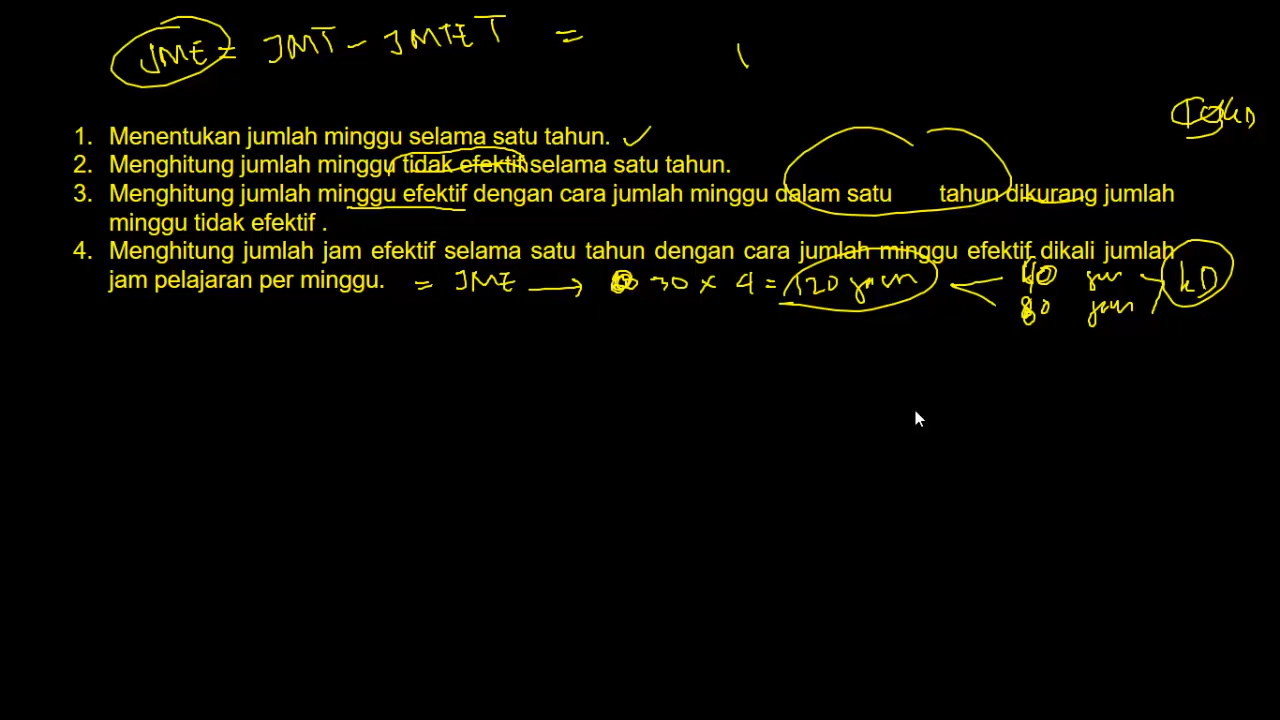 JME = JMT - JMTET =
10 KD
1. Menentukan jumlah minggu selama satu tahun. ✓
2. Menghitung jumlah minggu tidak efektif selama satu tahun.
3. Menghitung jumlah minggu efektif dengan cara jumlah minggu dalam satu tahun dikurang jumlah
minggu tidak efektif .
4. Menghitung jumlah jam efektif selama satu tahun dengan cara jumlah minggu efektif dikali jumlah
jam pelajaran per minggu. = JME → 30 x 4 = 120 jam 40 jam KD
80 jam